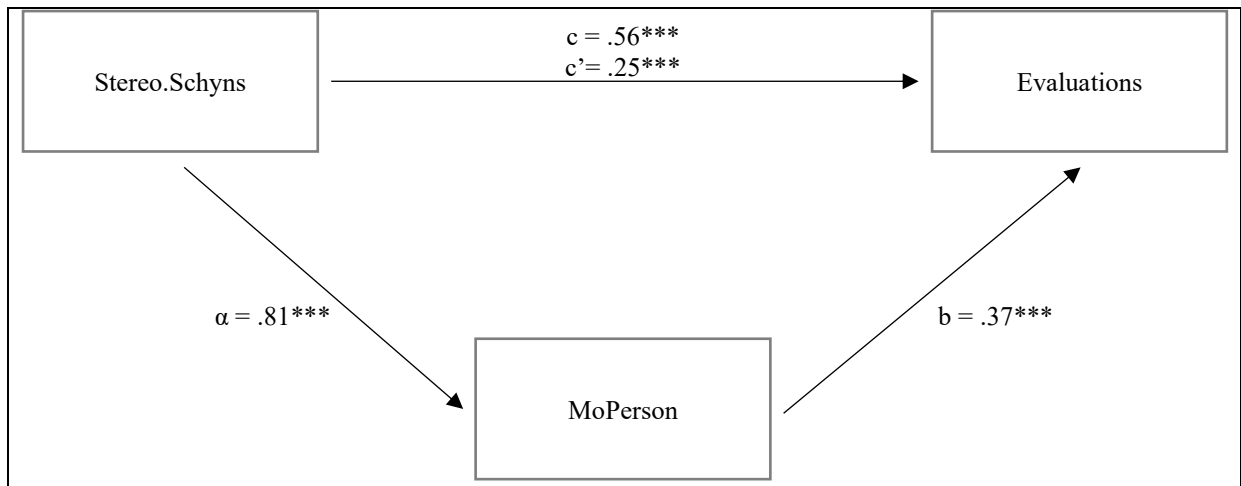 c = .56***
c’= .25***
Stereo.Schyns
Evaluations
α = .81***
b = .37***
MoPerson